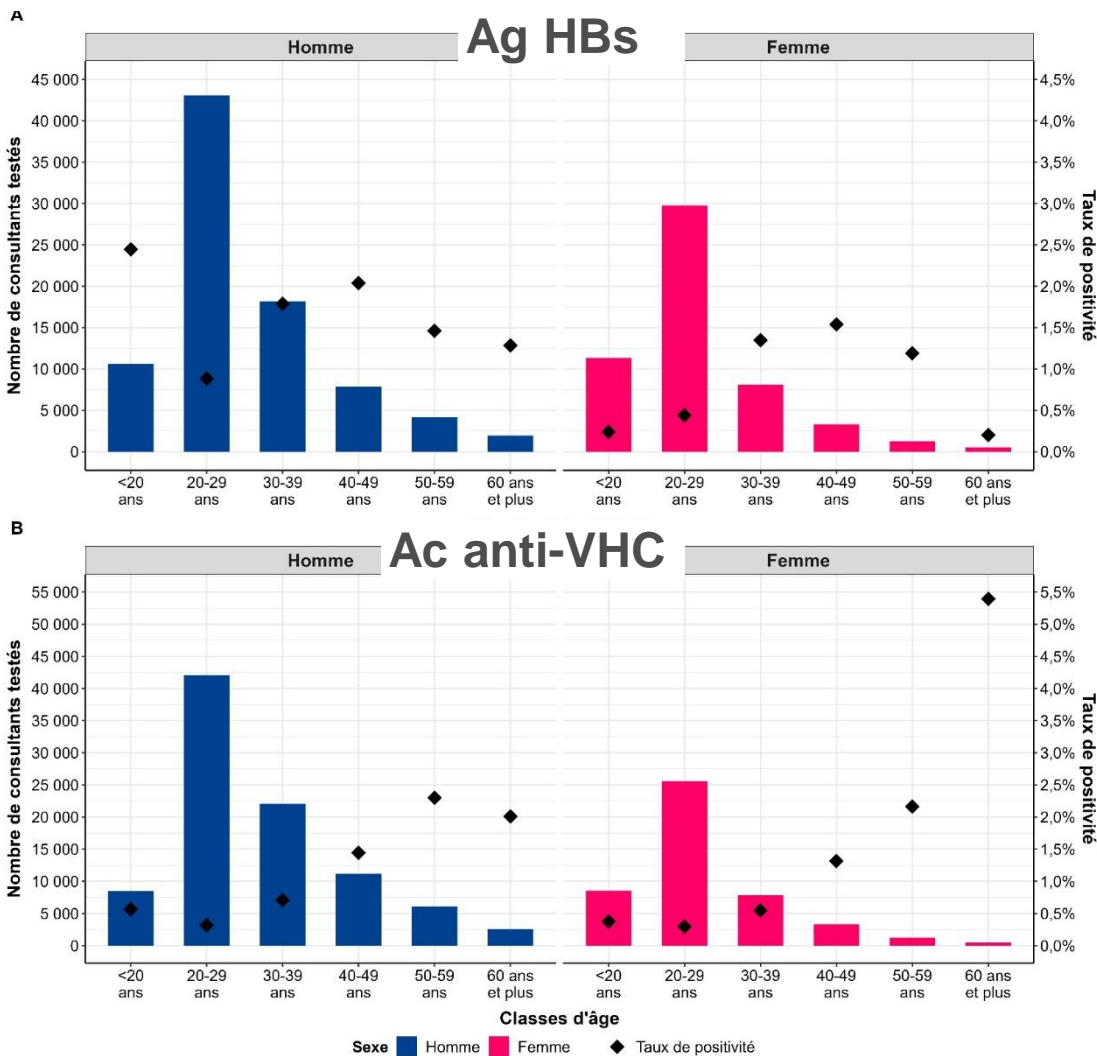 A
Ag HBs
Homme
Femme
Nombre de consultants testés
45 000
40 000
35 000
30 000
25 000
20 000
15 000
10 000
5 000
0
4,5%
4,0%
3,5%
3,0%
2,5%
2,0%
1,5%
1,0%
0,5%
0,0%
Taux de positivité
<20 ans
20-29 ans
30-39 ans
40-49 ans
50-59 ans
60 ans et plus
<20 ans
20-29 ans
30-39 ans
40-49 ans
50-59 ans
60 ans et plus
B
Ac anti-VHC
Homme
Femme
Nombre de consultants testés
55 000
50 000
45 000
40 000
35 000
30 000
25 000
20 000
15 000
10 000
5 000
0
5,5%
5,0%
4,5%
4,0%
3,5%
3,0%
2,5%
2,0%
1,5%
1,0%
0,5%
0,0%
Taux de positivité
<20 ans
20-29 ans
30-39 ans
40-49 ans
50-59 ans
60 ans et plus
<20 ans
20-29 ans
30-39 ans
40-49 ans
50-59 ans
60 ans et plus
Classes d'âge
Sexe Homme Femme Taux de positivité